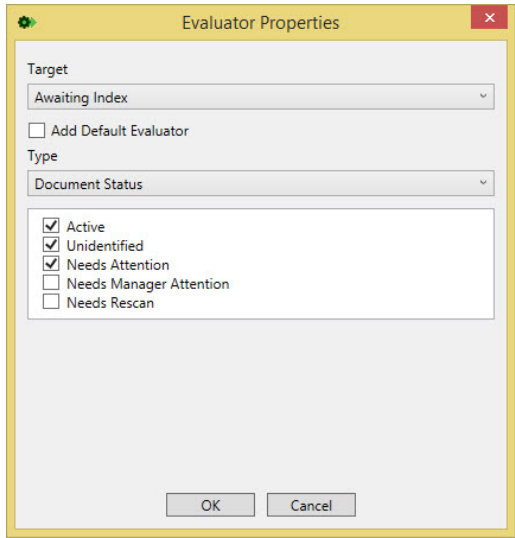 Evaluator Properties
Target
Awaiting Index
Add Default Evaluator
Type
Document Status
Active
Unidentified
Needs Attention
Needs Manager Attention
Needs Rescan
OK Cancel